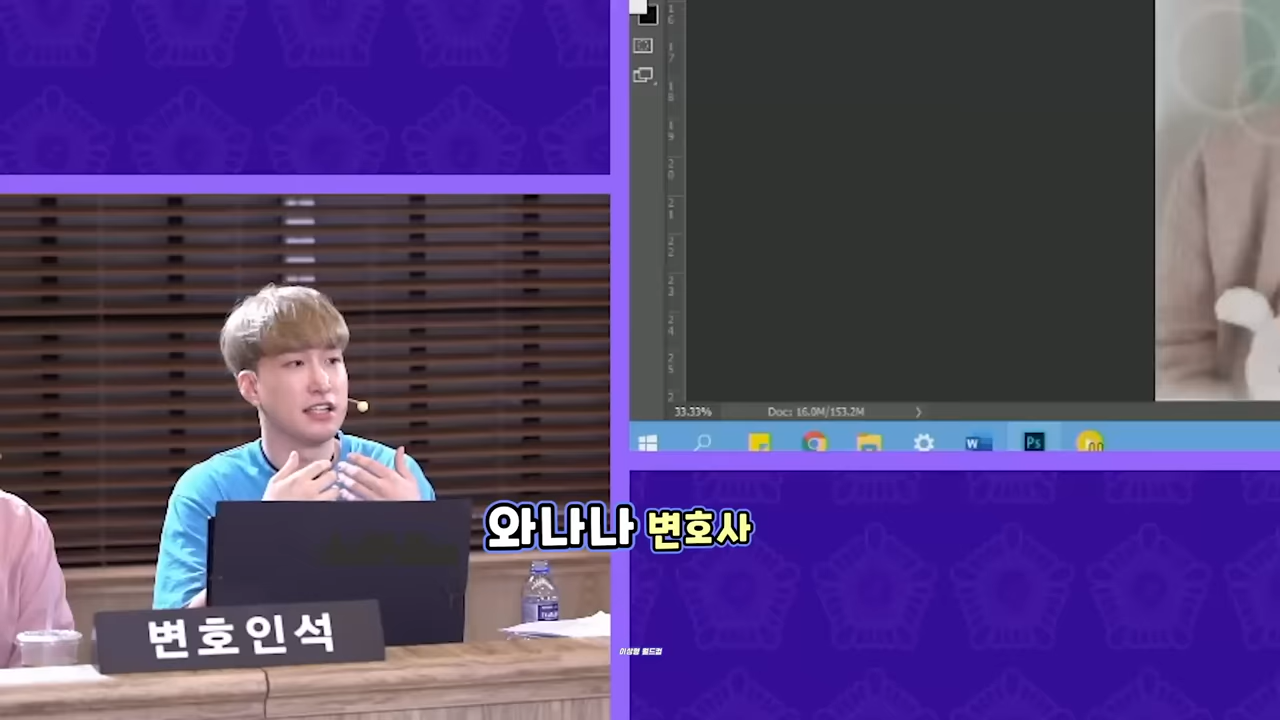 33.33%
Doc: 16.0M/153.2M
W
Ps
와나나 변호사
변호인석
이상형 월드컵